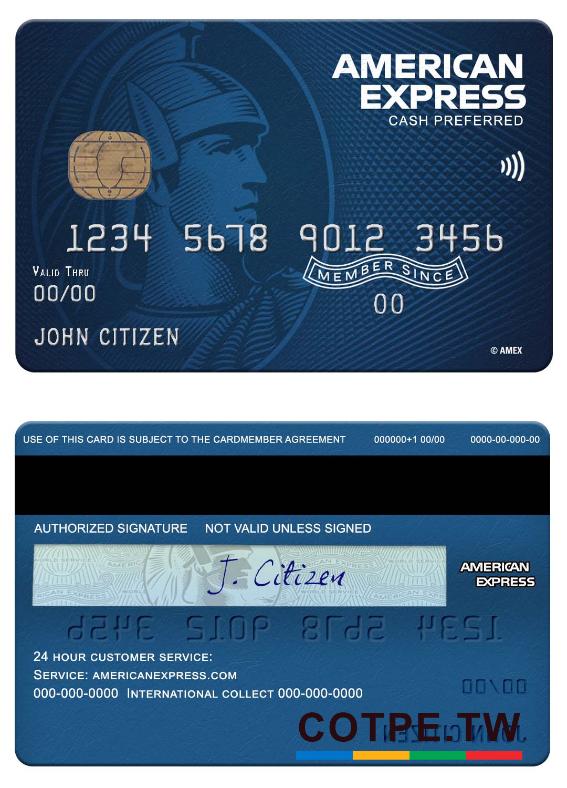 AMERICAN
EXPRESS
CASH PREFERRED
1234 5678 9012 3456
VALID THRU
MEMBER SINCE
00/00
00
JOHN CITIZEN
© AMEX
USE OF THIS CARD IS SUBJECT TO THE CARDMEMBER AGREEMENT 000000+1 00/00 0000-00-000-00
AUTHORIZED SIGNATURE NOT VALID UNLESS SIGNED
J. Citizen
AMERICAN
EXPRESS
24 HOUR CUSTOMER SERVICE:
SERVICE: AMERICANEXPRESS.COM
000-000-0000 INTERNATIONAL COLLECT 000-000-0000
COTPE.TW